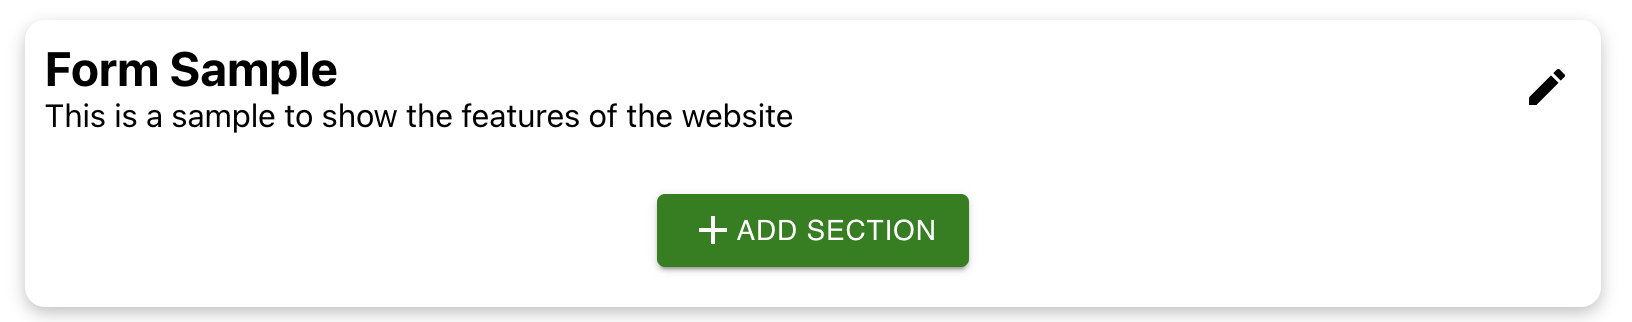 Form Sample
This is a sample to show the features of the website
ADD SECTION